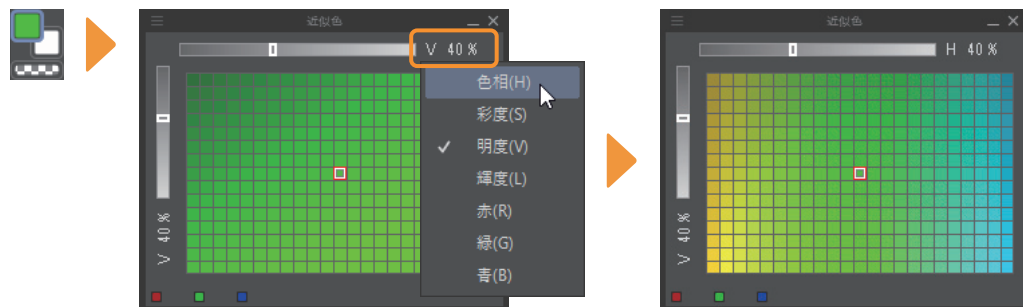 近似色
V 40 %
色相(H)
彩度(S)
明度(V)
輝度(L)
赤(R)
緑(G)
青(B)
V 40 %
近似色
H 40 %
V 40 %